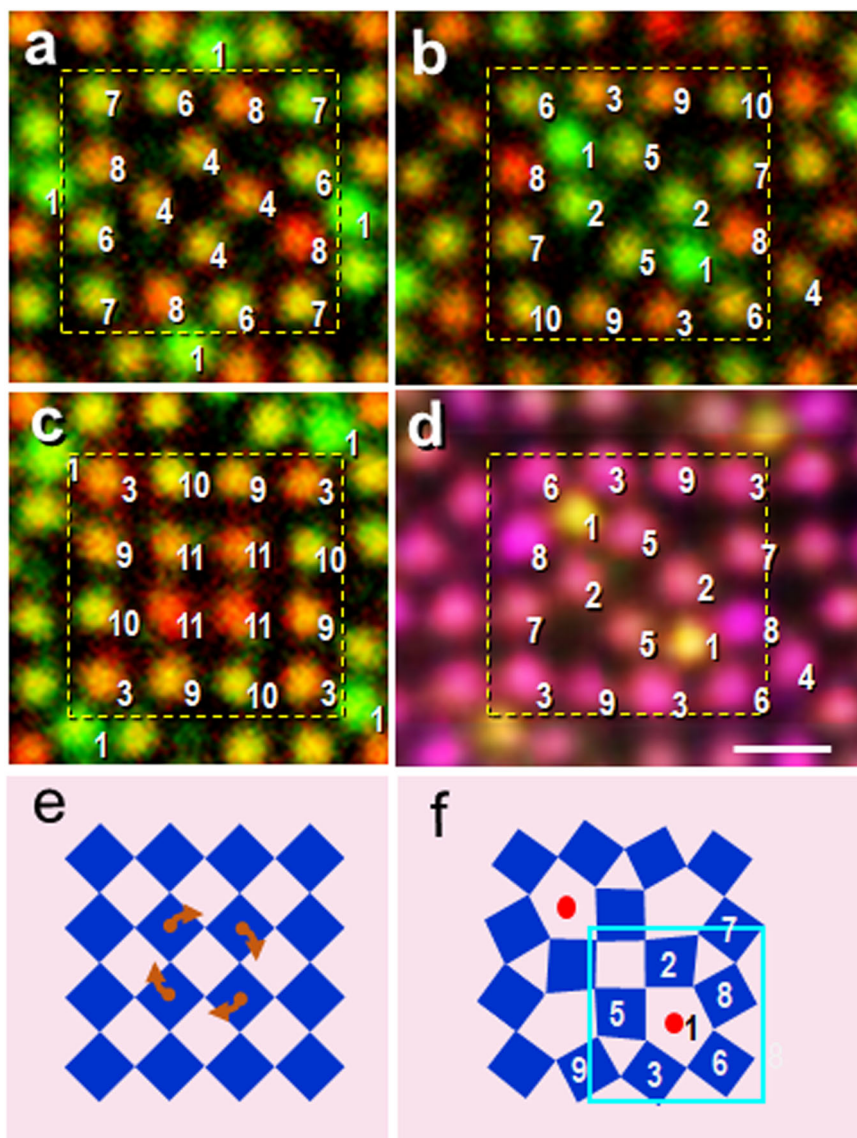 a
1
7 6 8 7
8 4 6
1 4 4 1
6 4 8
7 8 6 7
1
b
6 3 9 10
1 5
8 7
2 2
7 5 1 8
4
10 9 3 6
c
1
1 3 10 9 3
9 11 11 10
10 11 11 9
3 9 10 3
1 1
d
6 3 9 3
1 5
8 7
2 2
7 5 1 8
4
3 9 3 6
e
f
7
2
8
5
1
8
9 3 6